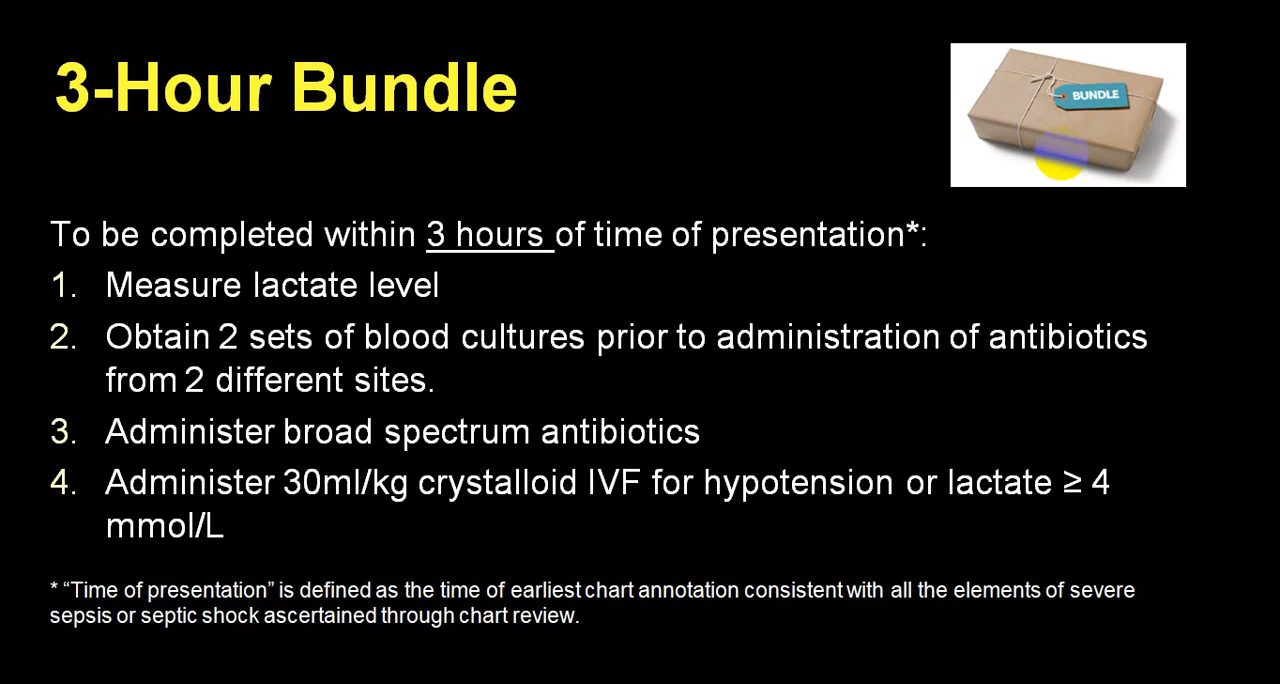 3-Hour Bundle
BUNDLE
To be completed within 3 hours of time of presentation*:
1. Measure lactate level
2. Obtain 2 sets of blood cultures prior to administration of antibiotics
from 2 different sites.
3. Administer broad spectrum antibiotics
4. Administer 30ml/kg crystalloid IVF for hypotension or lactate ≥ 4
mmol/L
* “Time of presentation” is defined as the time of earliest chart annotation consistent with all the elements of severe
sepsis or septic shock ascertained through chart review.